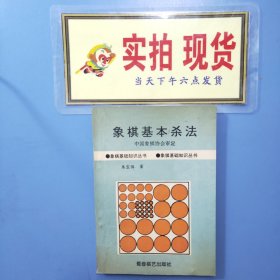 实拍 现货
当天下午六点发货
象棋基本杀法
中国象棋协会审定
●象棋基础知识丛书 ●象棋基础知识丛书
著
蜀蓉棋艺出版社